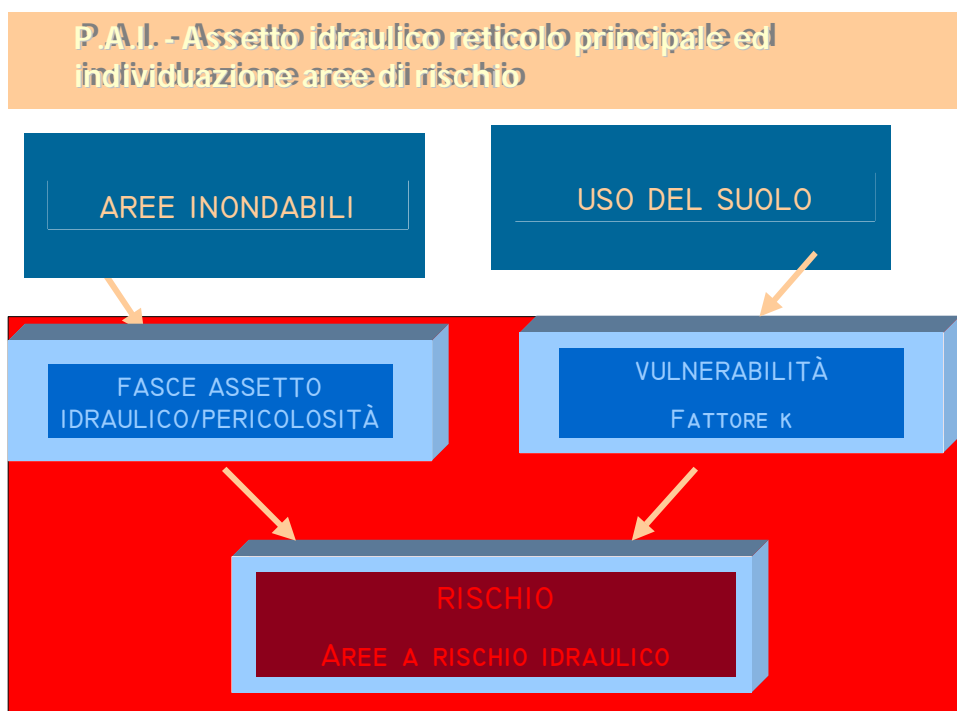 P.A.I. - Assetto idraulico reticolo principale ed
individuazione aree di rischio
AREE INONDABILI
USO DEL SUOLO
FASCE ASSETTO
IDRAULICO/PERICOLOSITÀ
VULNERABILITÀ
FATTORE K
RISCHIO
AREE A RISCHIO IDRAULICO